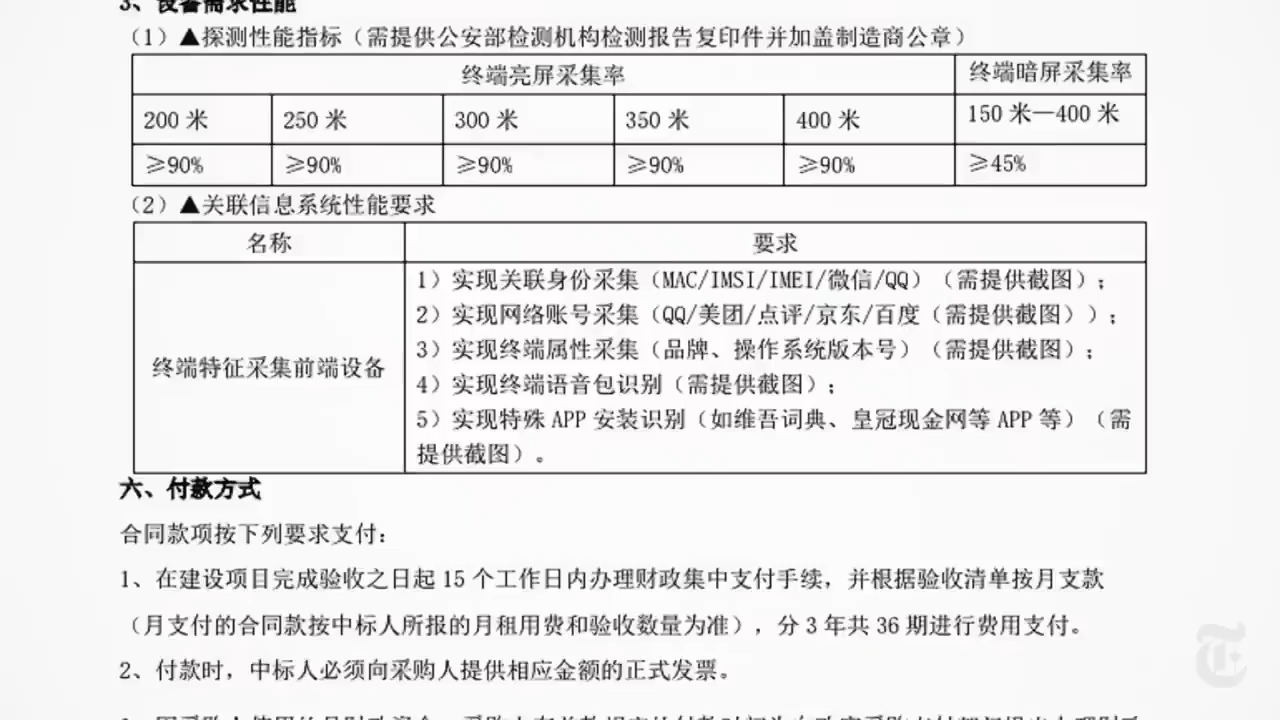 3、设备需求性能
（1）▲探测性能指标（需提供公安部检测机构检测报告复印件并加盖制造商公章）
终端亮屏采集率 终端暗屏采集率
200 米 250 米 300 米 350 米 400 米 150 米—400 米
≥90% ≥90% ≥90% ≥90% ≥90% ≥45%
（2）▲关联信息系统性能要求
名称 要求
终端特征采集前端设备
1）实现关联身份采集（MAC/IMSI/IMEI/微信/QQ）（需提供截图）；
2）实现网络账号采集（QQ/美团/点评/京东/百度（需提供截图））；
3）实现终端属性采集（品牌、操作系统版本号）（需提供截图）；
4）实现终端语音包识别（需提供截图）；
5）实现特殊 APP 安装识别（如维吾词典、皇冠现金网等 APP 等）（需
提供截图）。
六、付款方式
合同款项按下列要求支付：
1、在建设项目完成验收之日起 15 个工作日内办理财政集中支付手续，并根据验收清单按月支款
（月支付的合同款按中标人所报的月租用费和验收数量为准），分 3 年共 36 期进行费用支付。
2、付款时，中标人必须向采购人提供相应金额的正式发票。
T